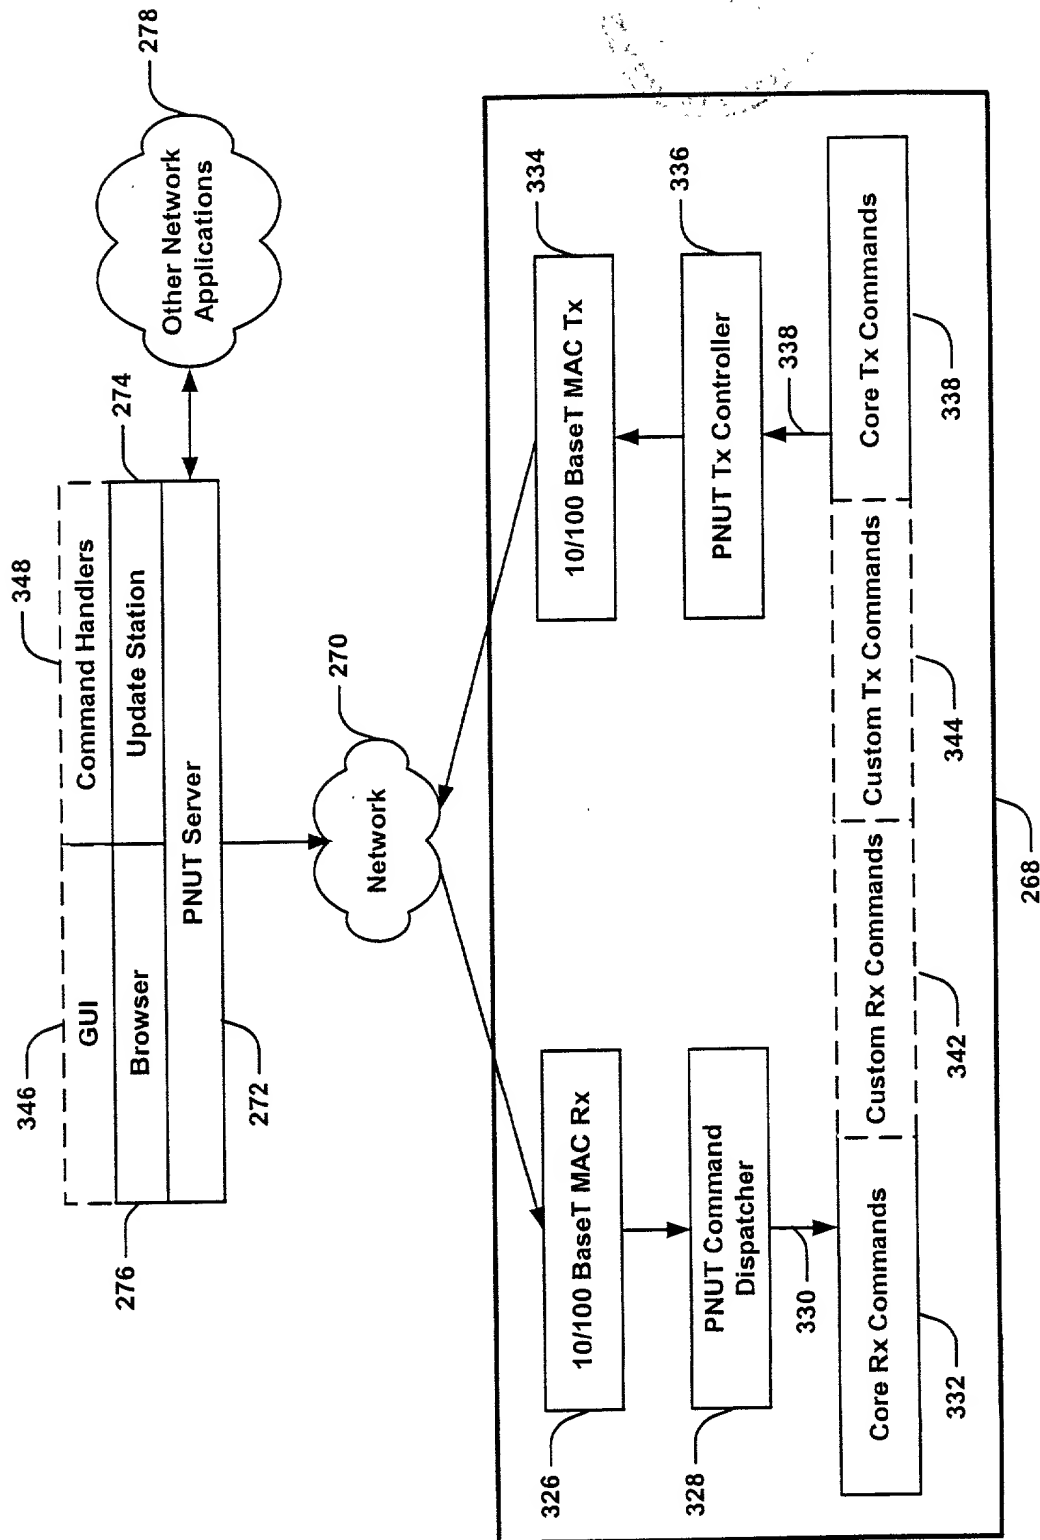 346
348
GUI
Command Handlers
276
Browser
Update Station
274
PNUT Server
272
Other Network
Applications
278
Network
270
326
10/100 BaseT MAC Rx
10/100 BaseT MAC Tx
334
328
PNUT Command
Dispatcher
PNUT Tx Controller
336
330
338
Core Rx Commands
Custom Rx Commands
Custom Tx Commands
Core Tx Commands
332
342
344
338
268